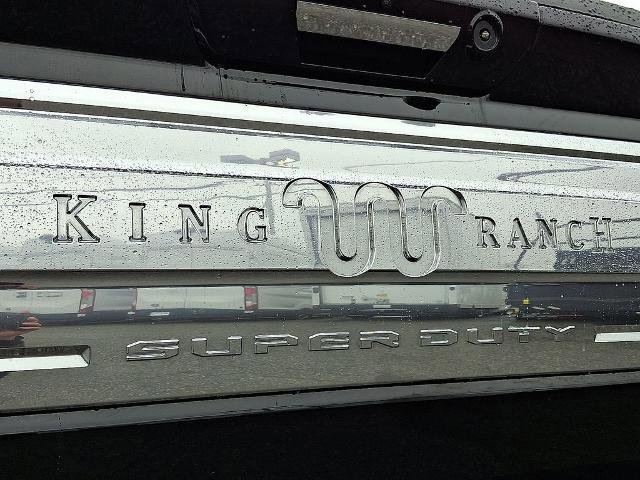 KING RANCH
SUPER DUTY